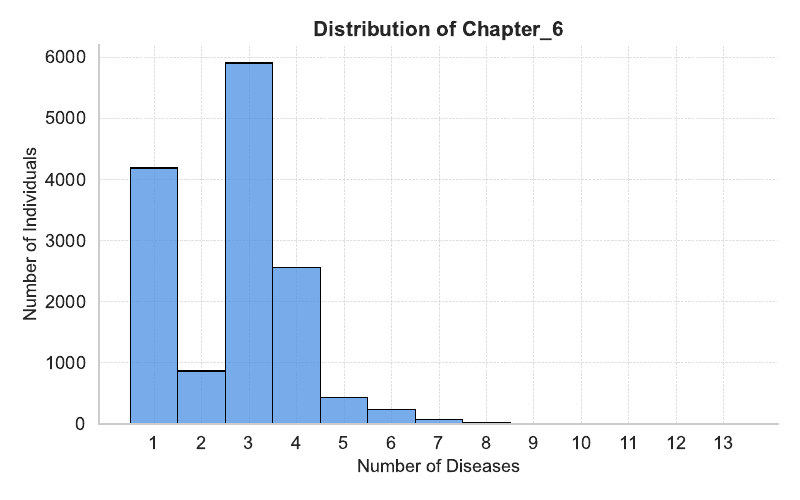 Distribution of Chapter_6
Number of Individuals
6000
5000
4000
3000
2000
1000
0
1 2 3 4 5 6 7 8 9 10 11 12 13
Number of Diseases